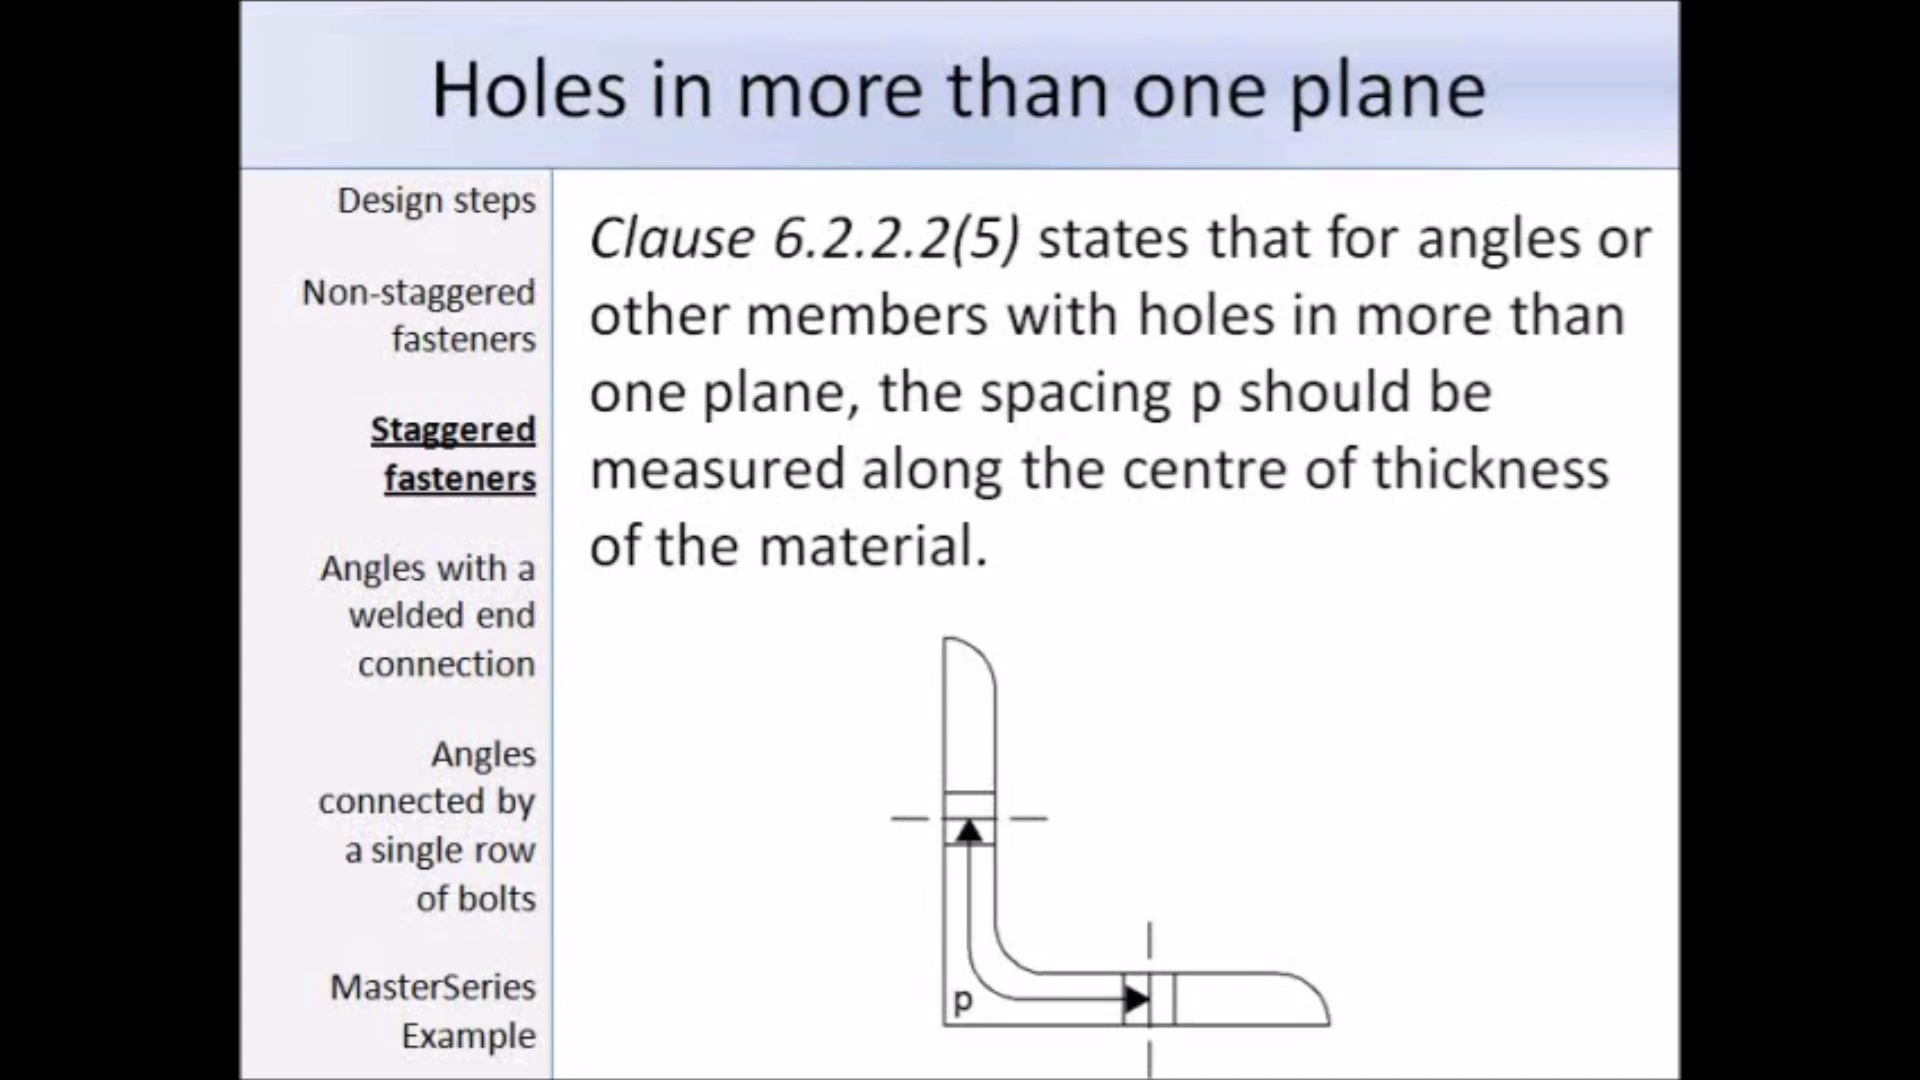 Holes in more than one plane
Design steps
Non-staggered
fasteners
Staggered
fasteners
Angles with a
welded end
connection
Angles
connected by
a single row
of bolts
MasterSeries
Example
Clause 6.2.2.2(5) states that for angles or
other members with holes in more than
one plane, the spacing p should be
measured along the centre of thickness
of the material.
p